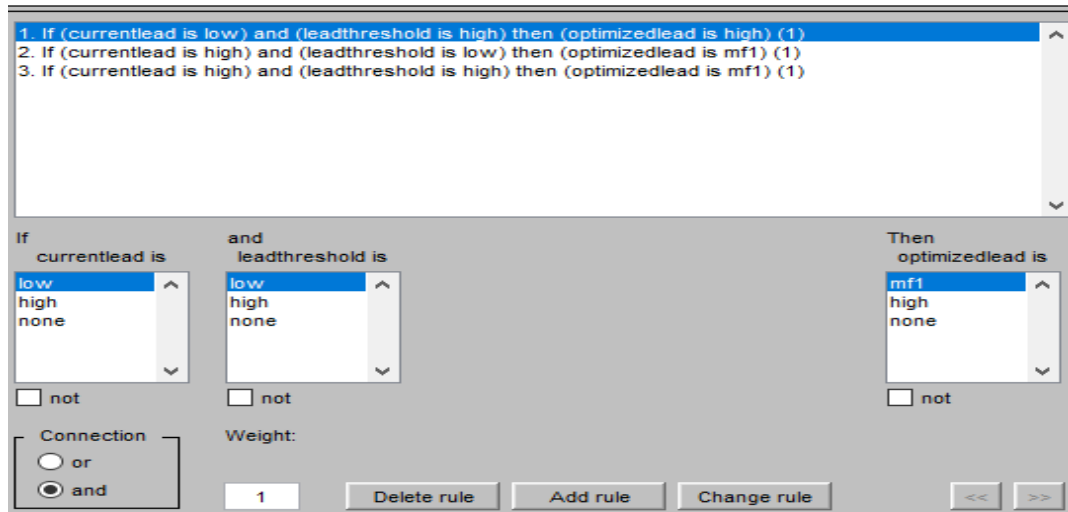 1. If (currentlead is low) and (leadthreshold is high) then (optimizedlead is high) (1)
2. If (currentlead is high) and (leadthreshold is low) then (optimizedlead is mf1) (1)
3. If (currentlead is high) and (leadthreshold is high) then (optimizedlead is mf1) (1)
If
currentlead is
low
high
none
not
and
leadthreshold is
low
high
none
not
Then
optimizedlead is
mf1
high
none
not
Connection
or
and
Weight:
1
Delete rule
Add rule
Change rule
<<
>>